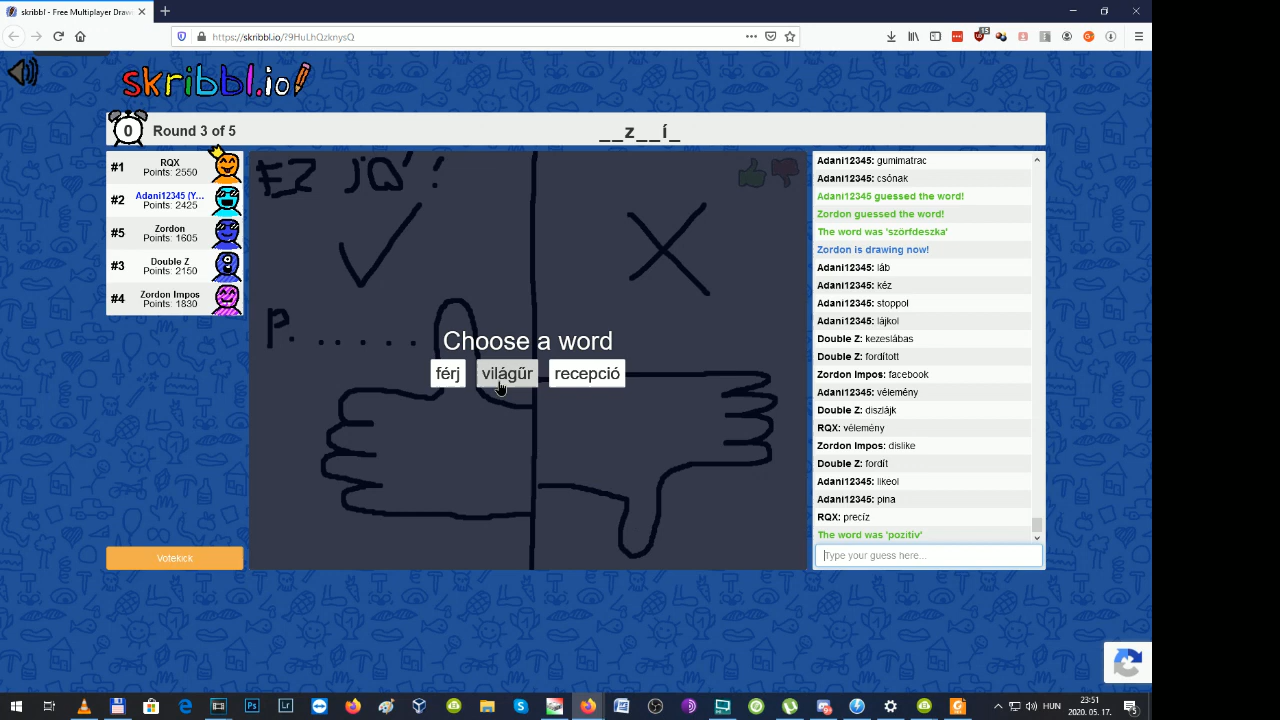 skribbl - Free Multiplayer Draw
https://skribbl.io/?9HuLhQzknysQ
15
skribbl.io
0
Round 3 of 5
__z__í_
#1
RQX
Points: 2550
#2
Adani12345 (Y...
Points: 2425
#5
Zordon
Points: 1605
#3
Double Z
Points: 2150
#4
Zordon Impos
Points: 1830
Votekick
EZ JÓ!
P......
Choose a word
férj
világűr
recepció
Adani12345: gumimatrac
Adani12345: csónak
Adani12345 guessed the word!
Zordon guessed the word!
The word was 'szörfdeszka'
Zordon is drawing now!
Adani12345: láb
Adani12345: kéz
Adani12345: stoppol
Adani12345: lájkol
Double Z: kezeslábas
Double Z: fordított
Zordon Impos: facebook
Adani12345: vélemény
Double Z: diszlájk
RQX: vélemény
Zordon Impos: dislike
Double Z: fordít
Adani12345: likeol
Adani12345: pina
RQX: precíz
The word was 'pozitív'
Type your guess here...
HUN
23:51
2020. 05. 17.